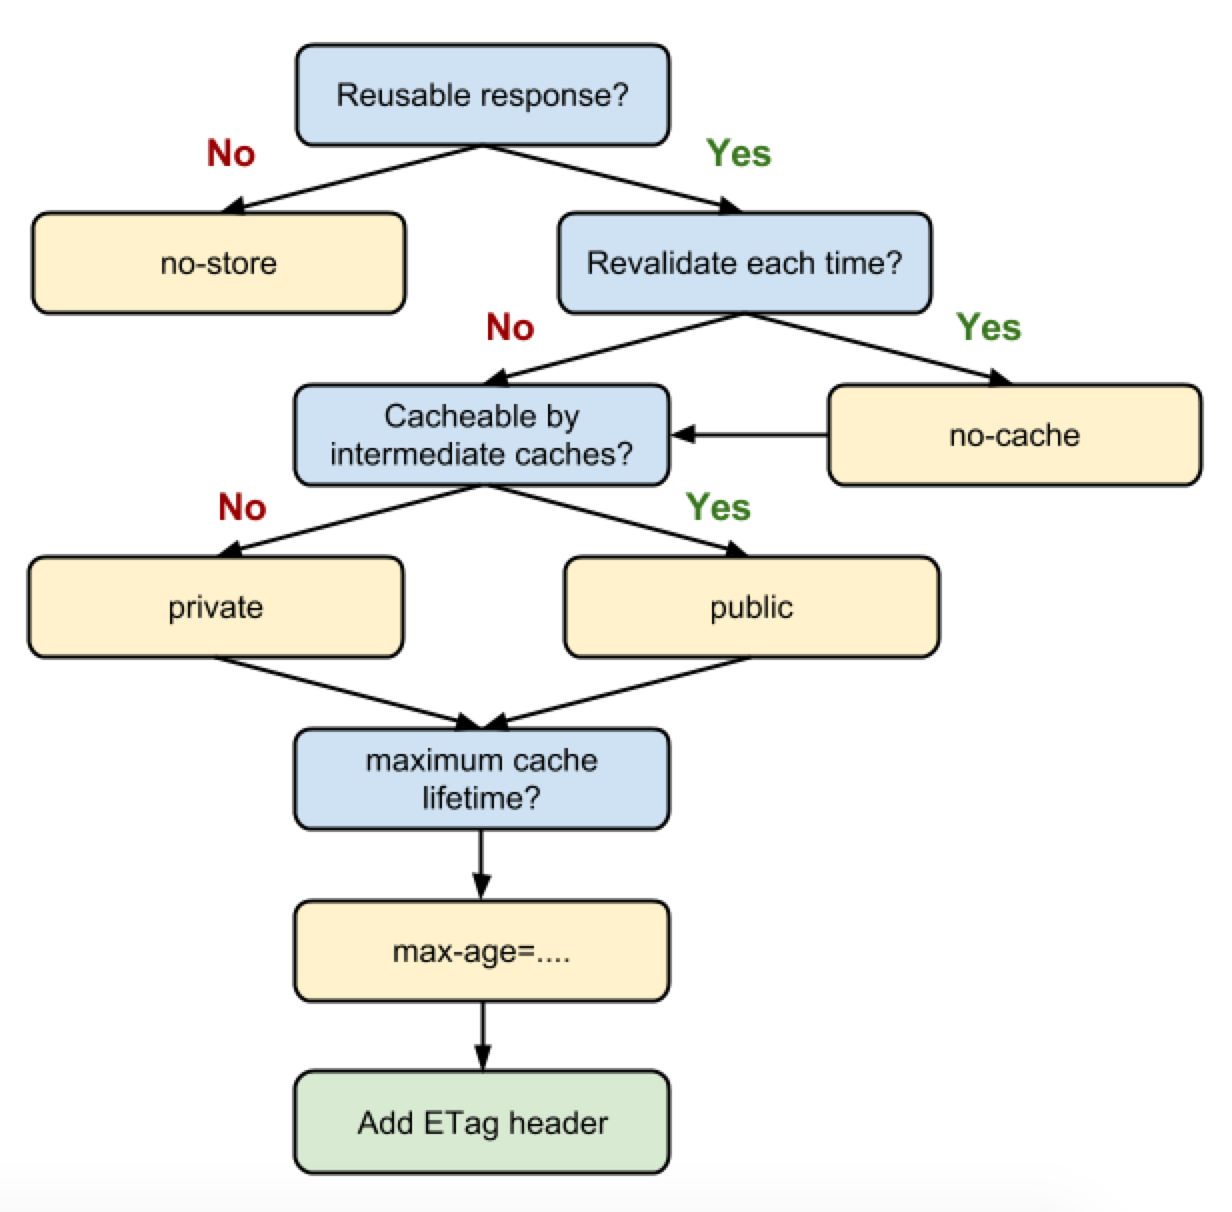 Reusable response?
No
Yes
no-store
Revalidate each time?
No
Yes
Cacheable by
intermediate caches?
no-cache
No
Yes
private
public
maximum cache
lifetime?
max-age=....
Add ETag header